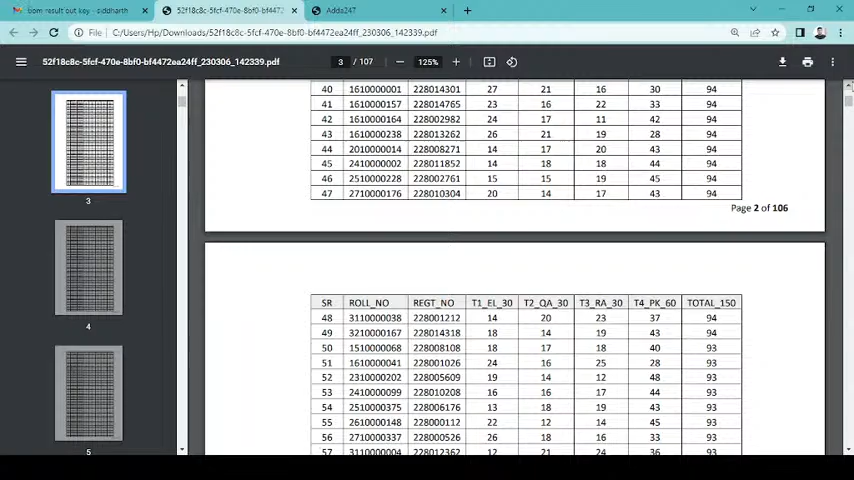 bom result out key - siddharth
52f18c8c-5fcf-470e-8bf0-bf4472
Adda247
File C:/Users/Hp/Downloads/52f18c8c-5fcf-470e-8bf0-bf4472ea24ff_230306_142339.pdf
52f18c8c-5fcf-470e-8bf0-bf4472ea24ff_230306_142339.pdf 3 / 107 125%
3
4
5
40 1610000001 228014301 27 21 16 30 94
41 1610000157 228014765 23 16 22 33 94
42 1610000164 228002982 24 17 11 42 94
43 1610000238 228013262 26 21 19 28 94
44 2010000014 228008271 14 17 20 43 94
45 2410000002 228011852 14 18 18 44 94
46 2510000228 228002761 15 15 19 45 94
47 2710000176 228010304 20 14 17 43 94
Page 2 of 106
SR ROLL_NO REGT_NO T1_EL_30 T2_QA_30 T3_RA_30 T4_PK_60 TOTAL_150
48 3110000038 228001212 14 20 23 37 94
49 3210000167 228014318 18 14 19 43 94
50 1510000068 228008108 18 17 18 40 93
51 1610000041 228001026 24 16 25 28 93
52 2310000202 228005609 19 14 12 48 93
53 2410000099 228010208 16 16 17 44 93
54 2510000375 228006176 13 18 19 43 93
55 2610000148 228000112 22 12 14 45 93
56 2710000337 228000526 26 18 16 33 93
57 3110000004 228012362 12 21 24 36 93